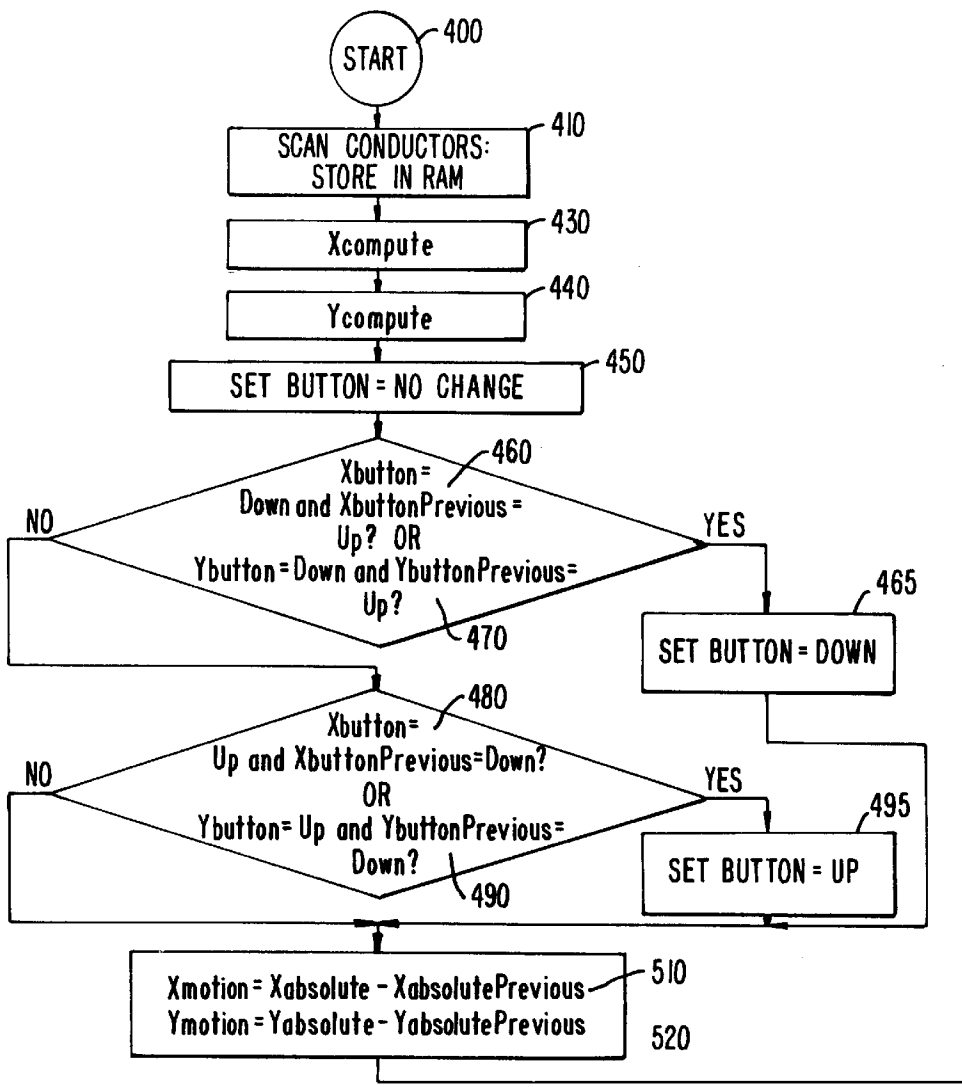 400
START
410
SCAN CONDUCTORS:
STORE IN RAM
430
Xcompute
440
Ycompute
450
SET BUTTON = NO CHANGE
460
Xbutton=
Down and XbuttonPrevious=
Up? OR
Ybutton=Down and YbuttonPrevious=
Up?
470
NO
YES
465
SET BUTTON = DOWN
480
Xbutton=
Up and XbuttonPrevious=Down?
OR
Ybutton=Up and YbuttonPrevious=
Down?
490
NO
YES
495
SET BUTTON = UP
Xmotion=Xabsolute-XabsolutePrevious
510
Ymotion=Yabsolute-YabsolutePrevious
520